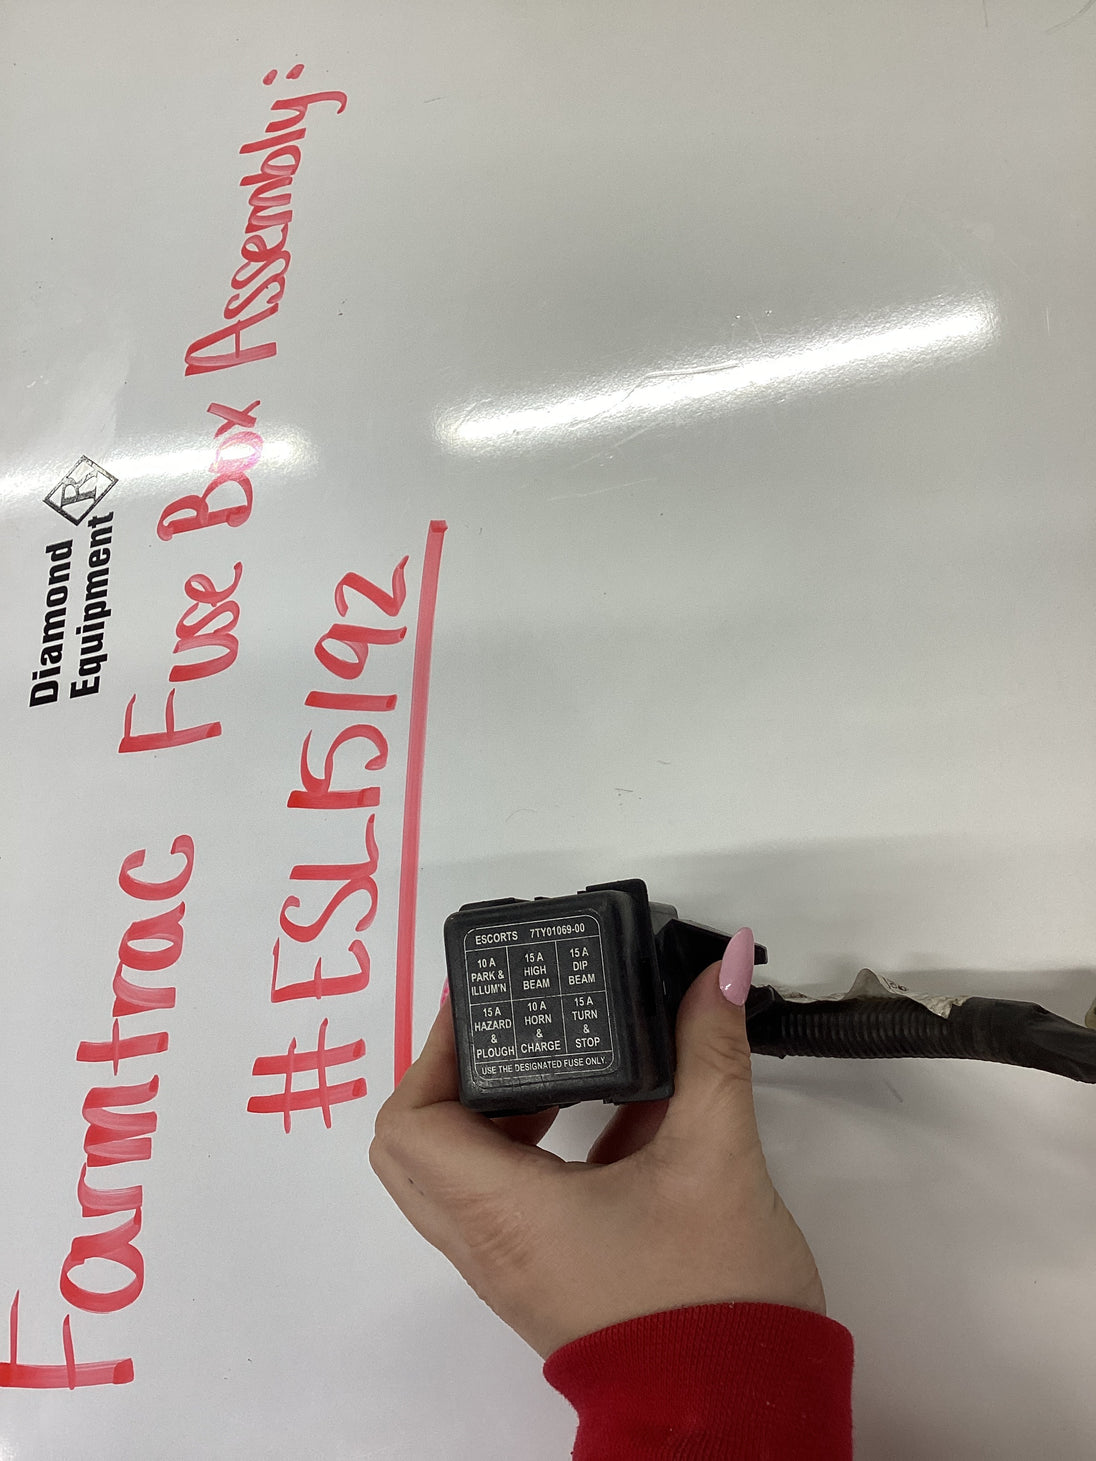 Diamond
Equipment
Farmtrac Fuse Box Assembly:
#ESL15192
ESCORTS 7TY01069-00
10 A
PARK &
ILLUM'N
15 A
HIGH
BEAM
15 A
DIP
BEAM
15 A
HAZARD
&
PLOUGH
10 A
HORN
&
CHARGE
15 A
TURN
&
STOP
USE THE DESIGNATED FUSE ONLY